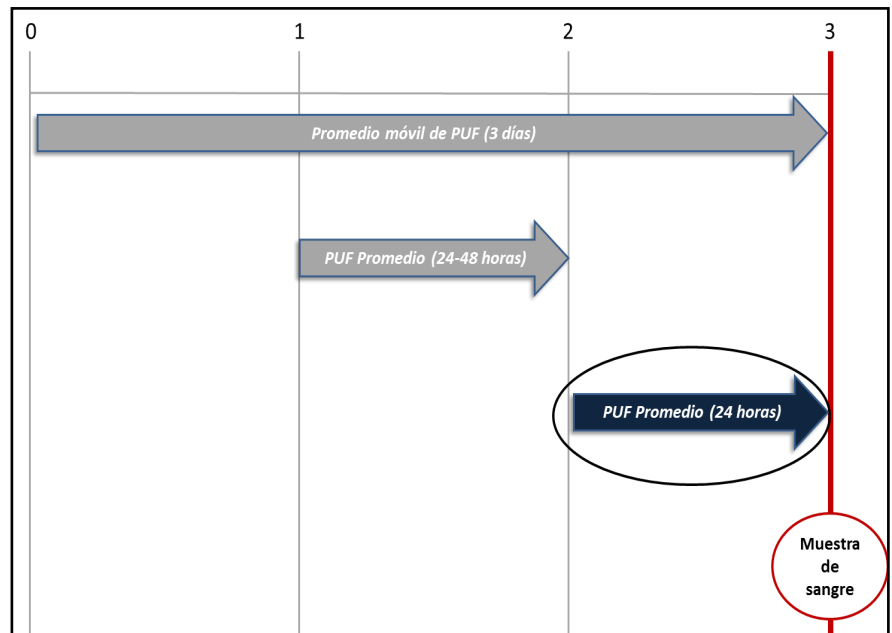 0 1 2 3
Promedio móvil de PUF (3 días)
PUF Promedio (24-48 horas)
PUF Promedio (24 horas)
Muestra
de
sangre